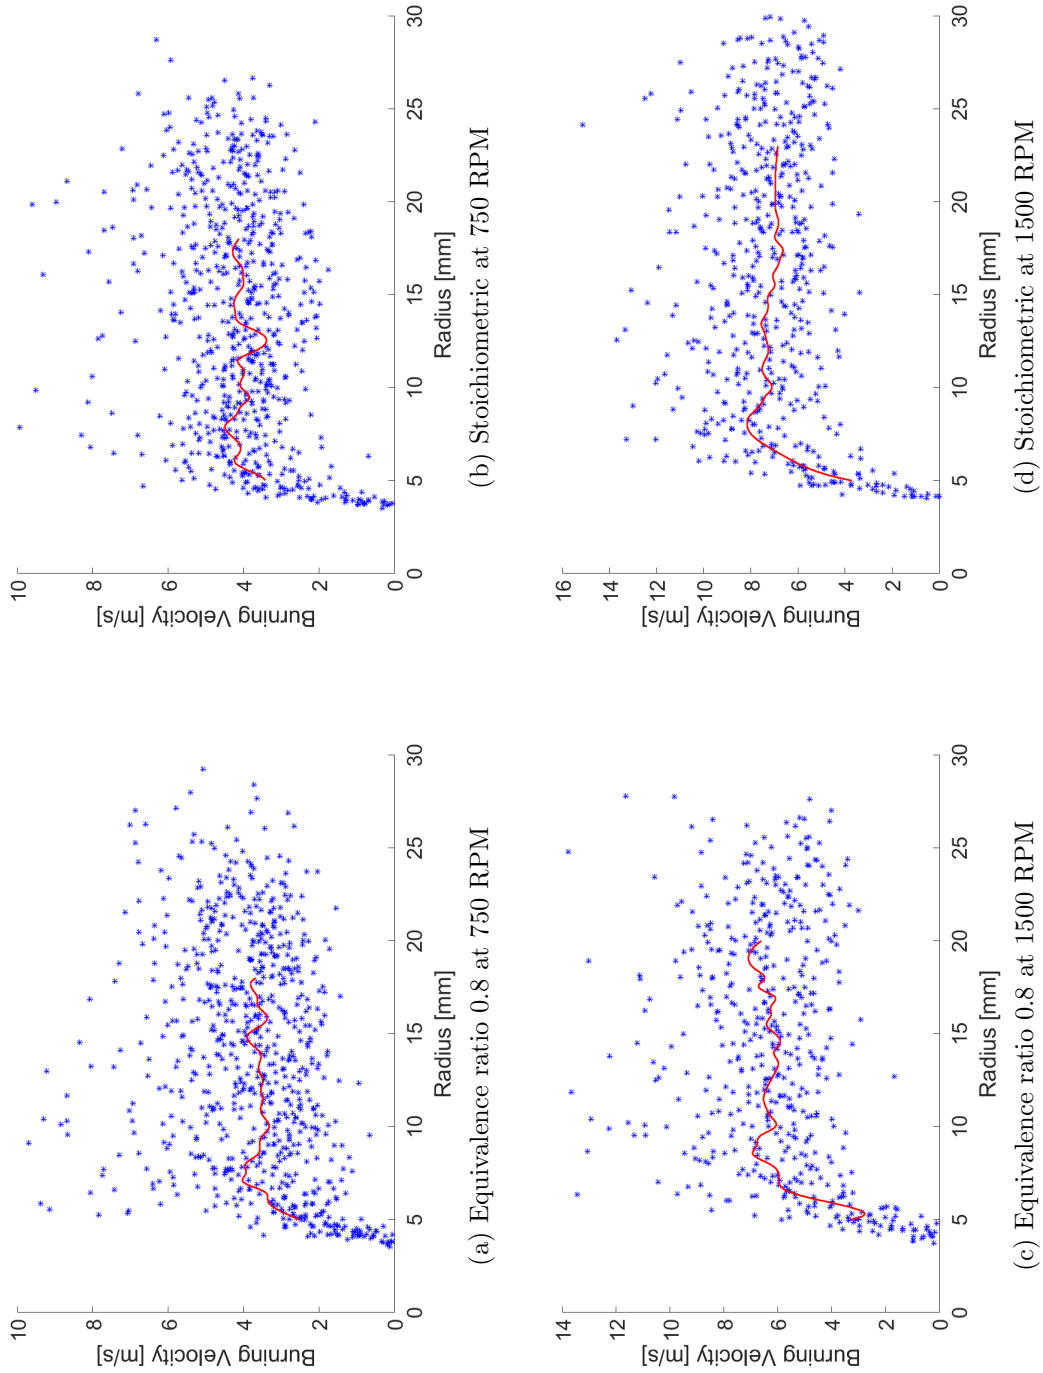 10
8
6
4
2
0
Burning Velocity [m/s]
0 5 10 15 20 25 30
Radius [mm]
(a) Equivalence ratio 0.8 at 750 RPM
10
8
6
4
2
0
Burning Velocity [m/s]
0 5 10 15 20 25 30
Radius [mm]
(b) Stoichiometric at 750 RPM
14
12
10
8
6
4
2
0
Burning Velocity [m/s]
0 5 10 15 20 25 30
Radius [mm]
(c) Equivalence ratio 0.8 at 1500 RPM
16
14
12
10
8
6
4
2
0
Burning Velocity [m/s]
0 5 10 15 20 25 30
Radius [mm]
(d) Stoichiometric at 1500 RPM